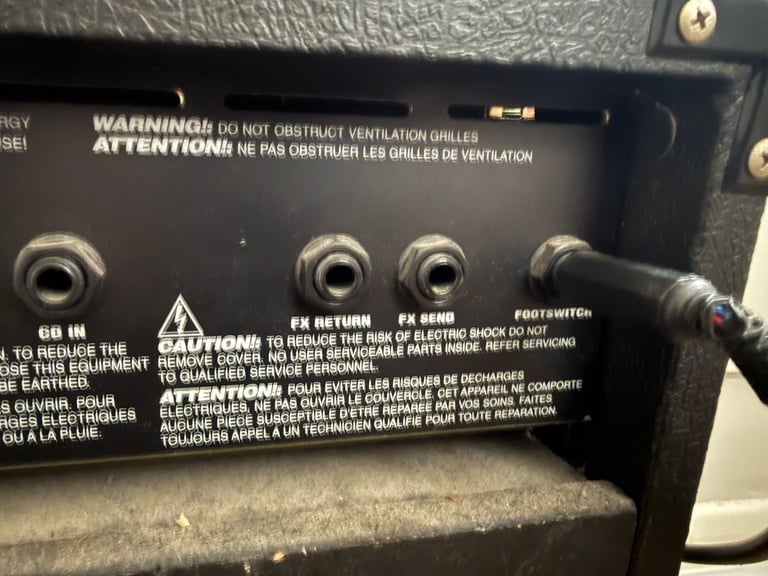 RGY
SE!
WARNING!: DO NOT OBSTRUCT VENTILATION GRILLES
ATTENTION!: NE PAS OBSTRUER LES GRILLES DE VENTILATION
CD IN
FX RETURN
FX SEND
FOOTSWITCH
N. TO REDUCE THE
OSE THIS EQUIPMENT
BE EARTHED.
S OUVRIR. POUR
RGES ELECTRIQUES
OU A LA PLUIE.
CAUTION!: TO REDUCE THE RISK OF ELECTRIC SHOCK DO NOT
REMOVE COVER. NO USER SERVICEABLE PARTS INSIDE. REFER SERVICING
TO QUALIFIED SERVICE PERSONNEL.
ATTENTION!: POUR EVITER LES RISQUES DE DECHARGES
ELECTRIQUES, NE PAS OUVRIR LE COUVERCLE. CET APPAREIL NE COMPORTE
AUCUNE PIECE SUSCEPTIBLE D'ETRE REPAREE PAR VOS SOINS. FAITES
TOUJOURS APPEL A UN TECHNICIEN QUALIFIE POUR TOUTE REPARATION.